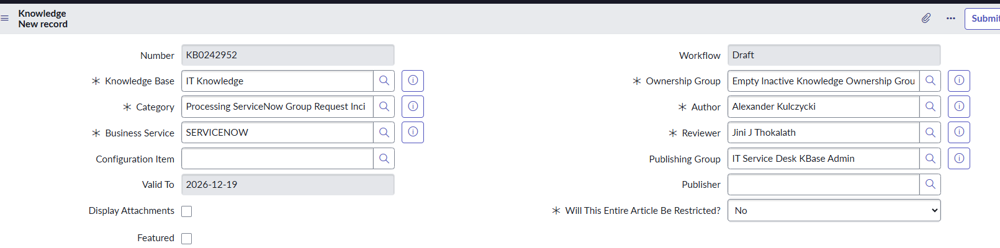 Knowledge
New record
Submit
Number KB0242952
Workflow Draft
* Knowledge Base IT Knowledge
* Ownership Group Empty Inactive Knowledge Ownership Grou
* Category Processing ServiceNow Group Request Inci
* Author Alexander Kulczycki
* Business Service SERVICENOW
* Reviewer Jini J Thokalath
Configuration Item
Publishing Group IT Service Desk KBase Admin
Valid To 2026-12-19
Publisher
Display Attachments
* Will This Entire Article Be Restricted? No
Featured